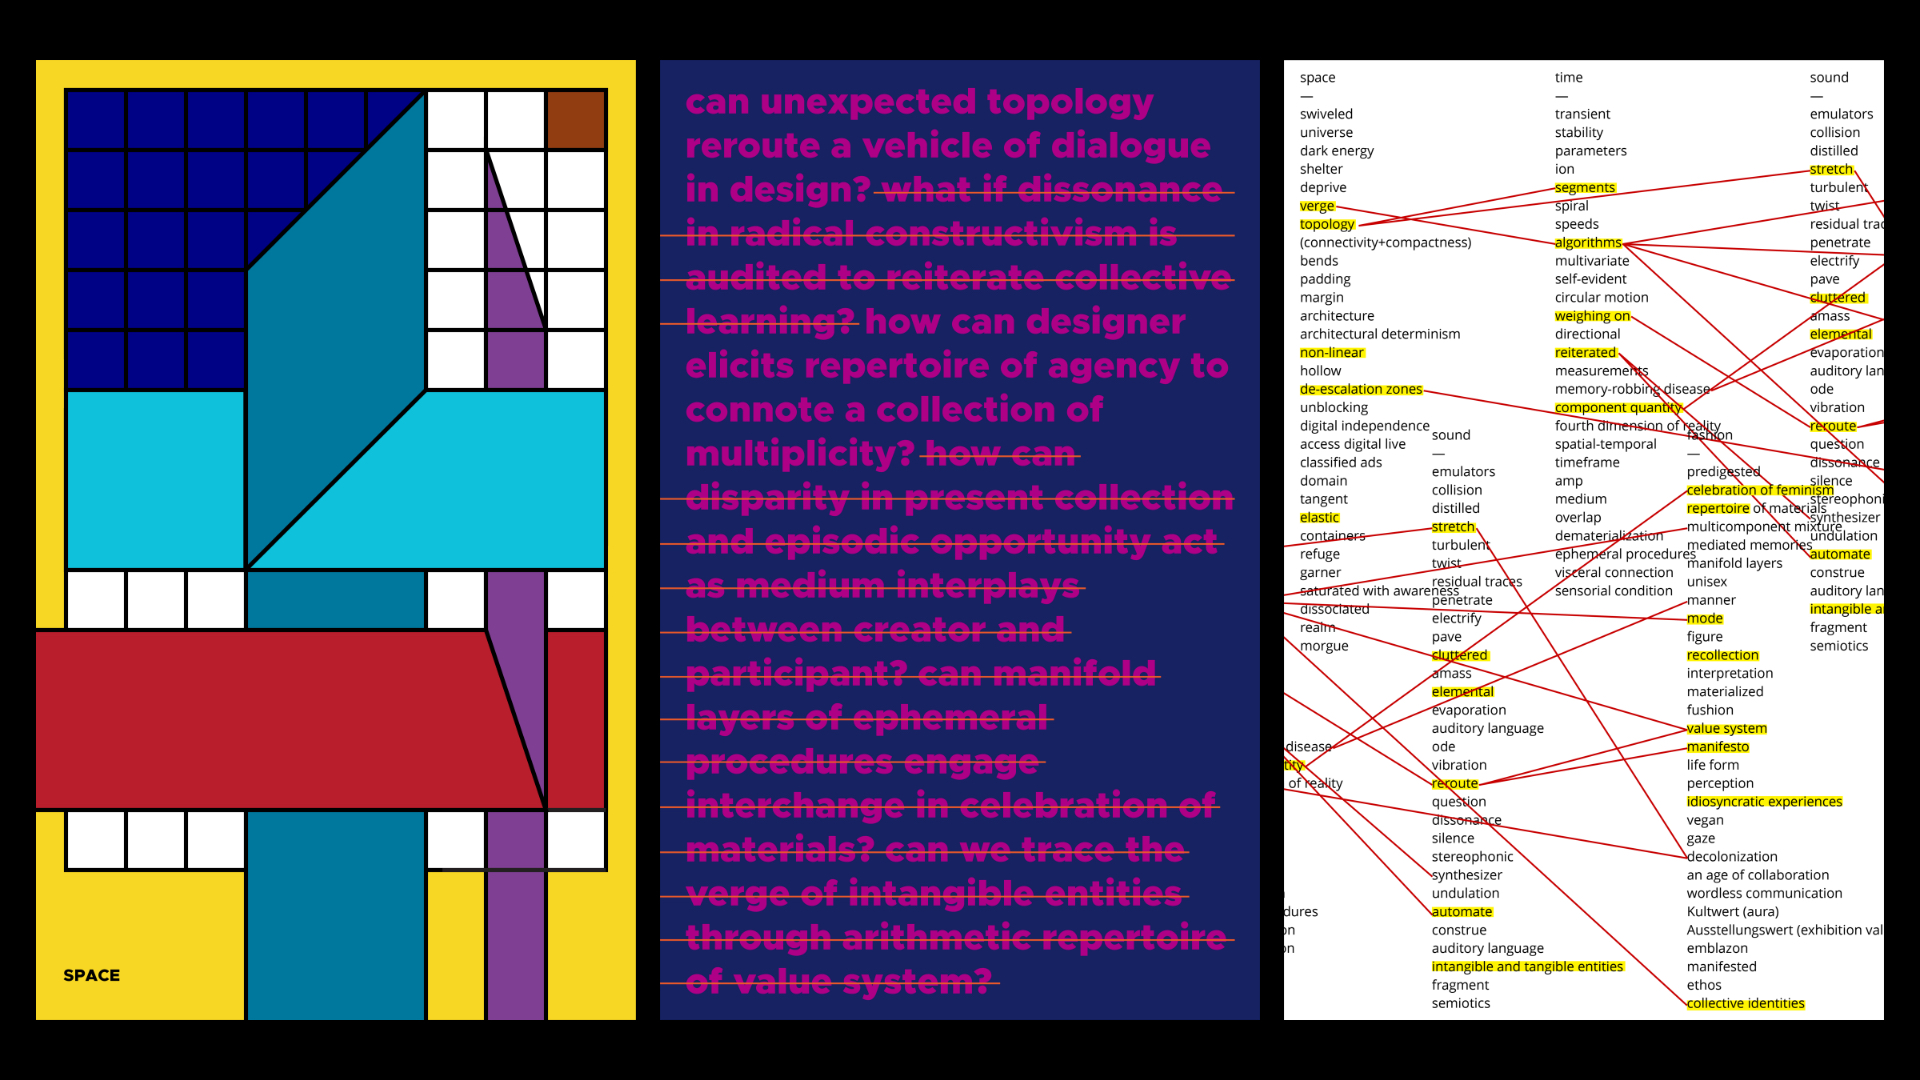 SPACE
can unexpected topology
reroute a vehicle of dialogue
in design? what if dissonance
in radical constructivism is
audited to reiterate collective
learning? how can designer
elicits repertoire of agency to
connote a collection of
multiplicity? how can
disparity in present collection
and episodic opportunity act
as medium interplays
between creator and
participant? can manifold
layers of ephemeral
procedures engage
interchange in celebration of
materials? can we trace the
verge of intangible entities
through arithmetic repertoire
of value system?
space
—
swiveled
universe
dark energy
shelter
deprive
verge
topology
(connectivity+compactness)
bends
padding
margin
architecture
architectural determinism
non-linear
hollow
de-escalation zones
unblocking
digital independence
access digital live
classified ads
domain
tangent
elastic
containers
refuge
garner
saturated with awareness
dissociated
realm
morgue
disease
tity
of reality
dures
on
on
sound
—
emulators
collision
distilled
stretch
turbulent
twist
residual traces
penetrate
electrify
pave
cluttered
amass
elemental
evaporation
auditory language
ode
vibration
reroute
question
dissonance
silence
stereophonic
synthesizer
undulation
automate
construe
auditory language
intangible and tangible entities
fragment
semiotics
time
—
transient
stability
parameters
ion
segments
spiral
speeds
algorithms
multivariate
self-evident
circular motion
weighing on
directional
reiterated
measurements
memory-robbing disease
component quantity
fourth dimension of reality
spatial-temporal
timeframe
amp
medium
overlap
dematerialization
ephemeral procedures
visceral connection
sensorial condition
fashion
—
predigested
celebration of feminism
repertoire of materials
multicomponent mixture
mediated memories
manifold layers
unisex
manner
mode
figure
recollection
interpretation
materialized
fushion
value system
manifesto
life form
perception
idiosyncratic experiences
vegan
gaze
decolonization
an age of collaboration
wordless communication
Kultwert (aura)
Ausstellungswert (exhibition val
emblazon
manifested
ethos
collective identities
sound
—
emulators
collision
distilled
stretch
turbulent
twist
residual trac
penetrate
electrify
pave
cluttered
amass
elemental
evaporation
auditory lan
ode
vibration
reroute
question
dissonance
silence
stereophoni
synthesizer
undulation
automate
construe
auditory lan
intangible a
fragment
semiotics